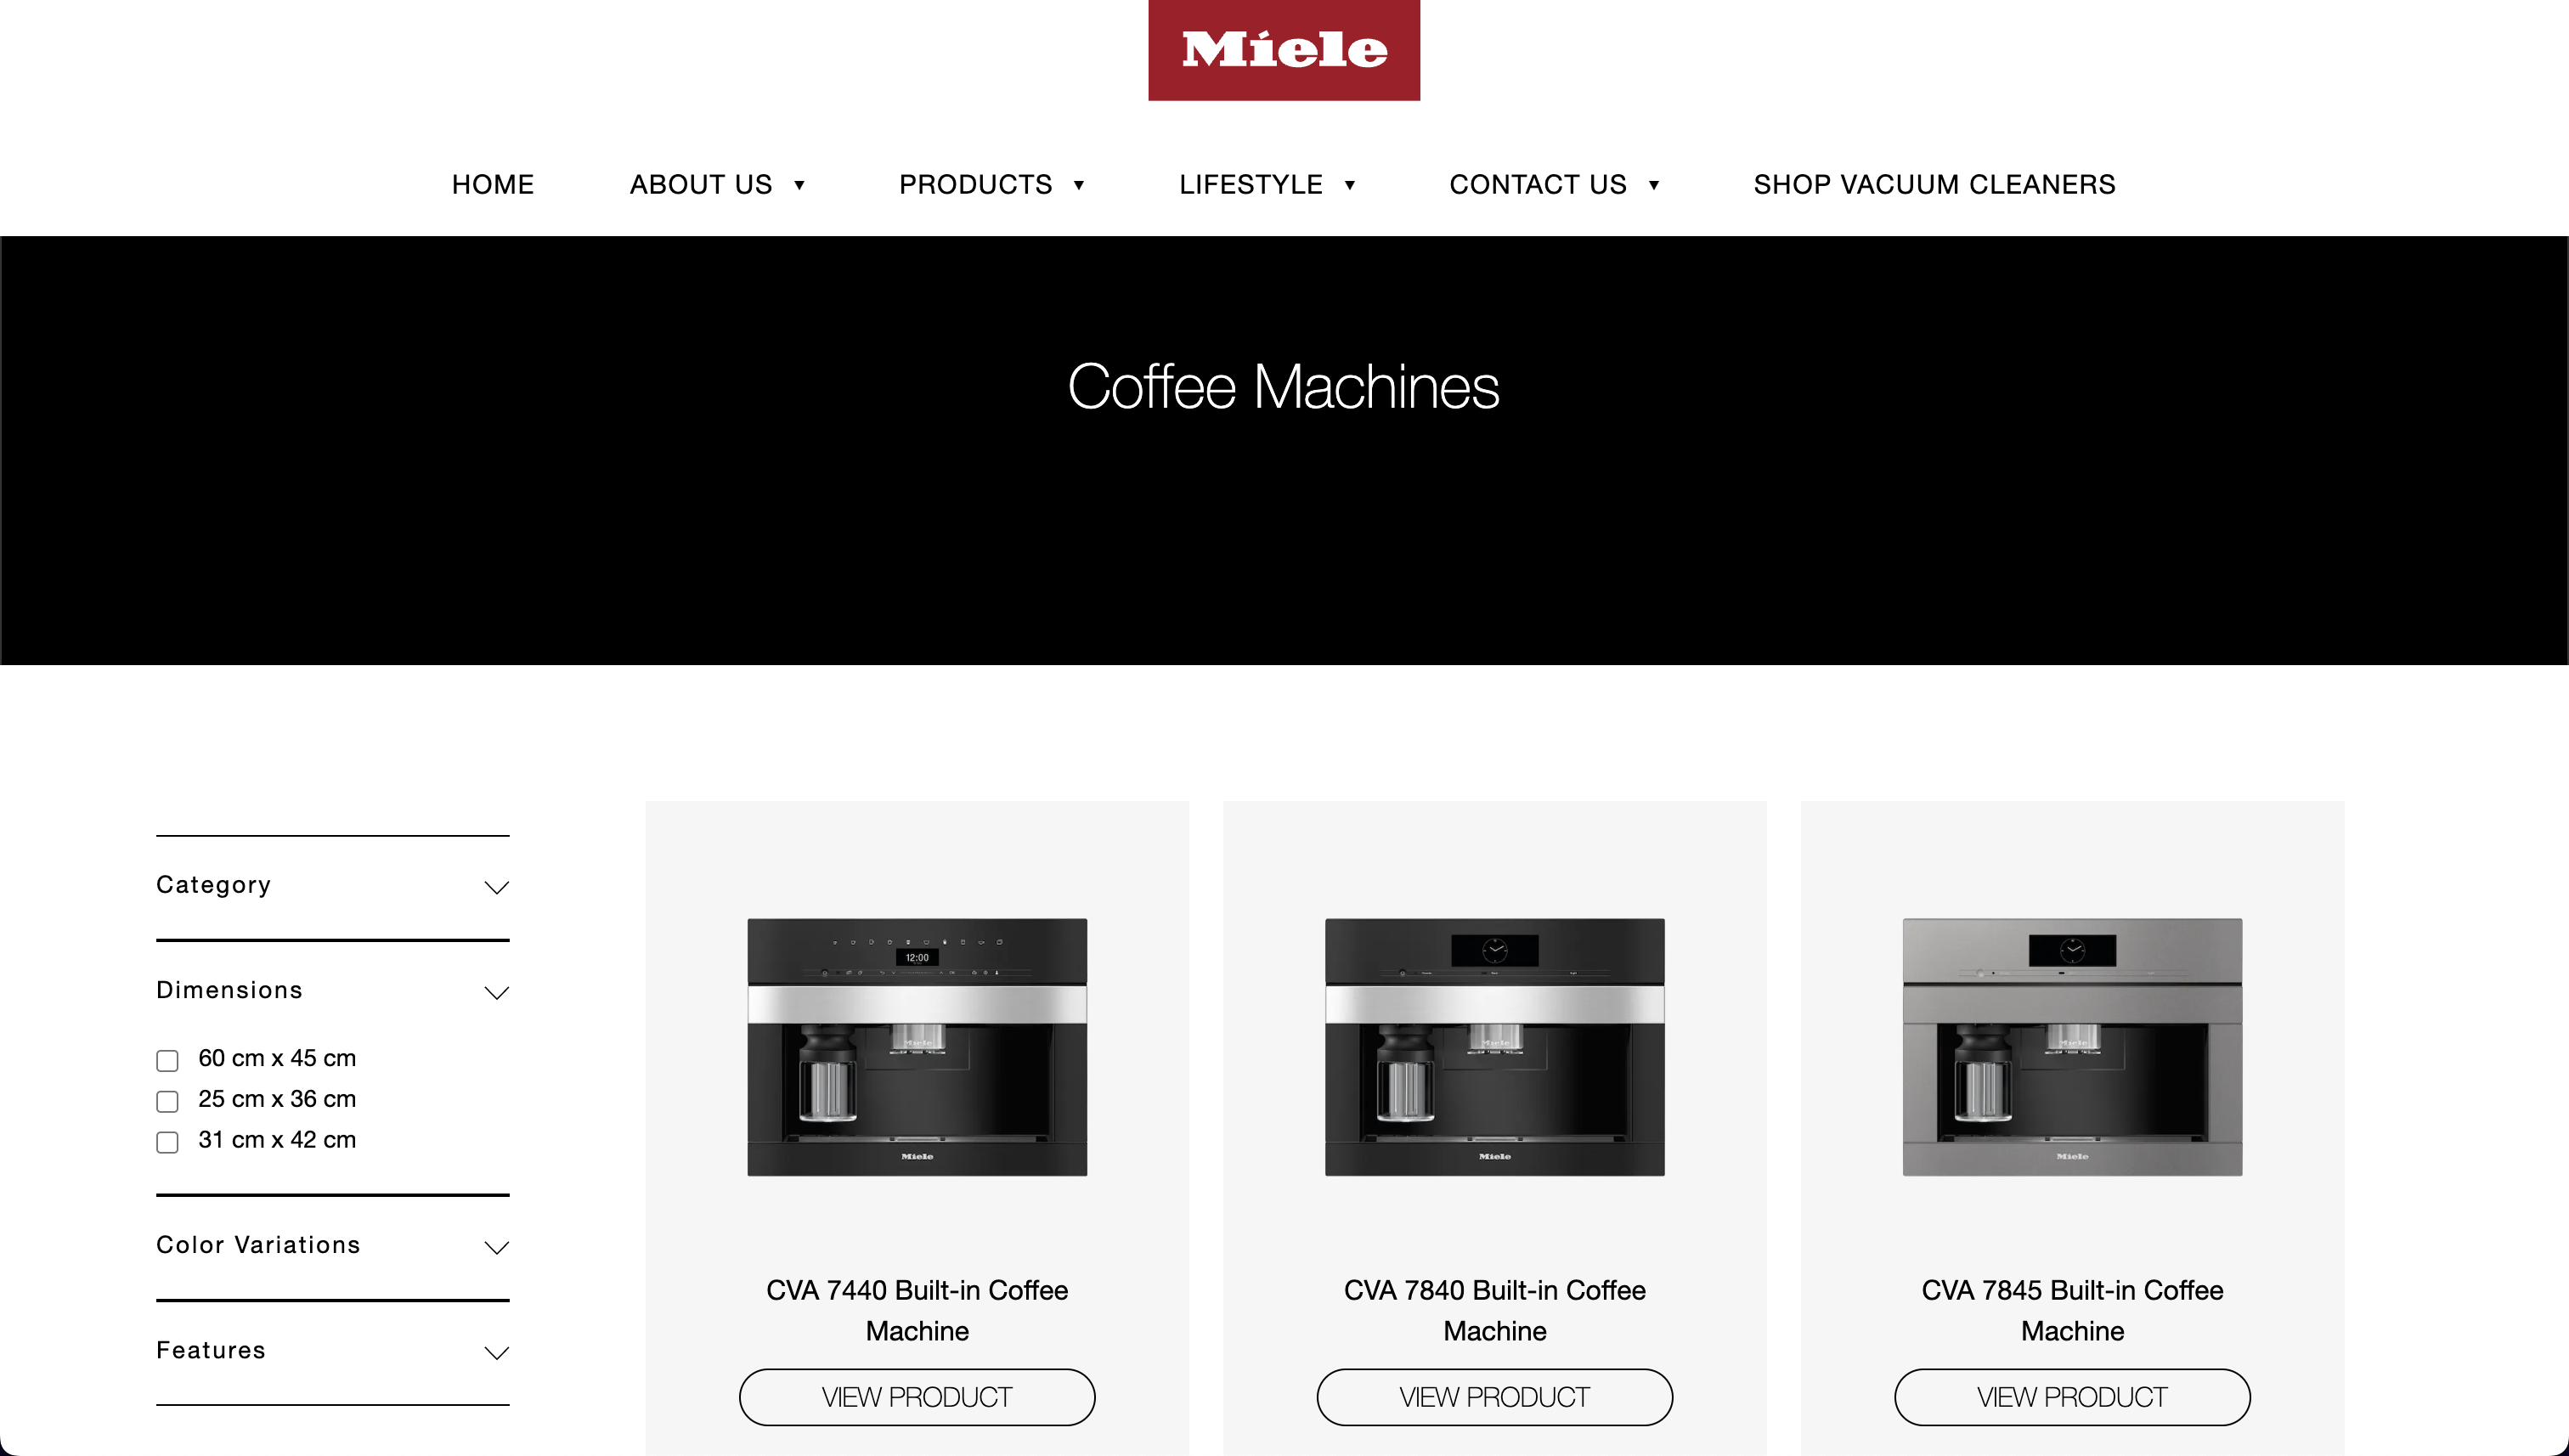 Miele
HOME
ABOUT US ▼
PRODUCTS ▼
LIFESTYLE ▼
CONTACT US ▼
SHOP VACUUM CLEANERS
Coffee Machines
Category
Dimensions
60 cm x 45 cm
25 cm x 36 cm
31 cm x 42 cm
Color Variations
Features
12:00
Miele
Miele
CVA 7440 Built-in Coffee
Machine
VIEW PRODUCT
Miele
Miele
CVA 7840 Built-in Coffee
Machine
VIEW PRODUCT
Miele
Miele
CVA 7845 Built-in Coffee
Machine
VIEW PRODUCT